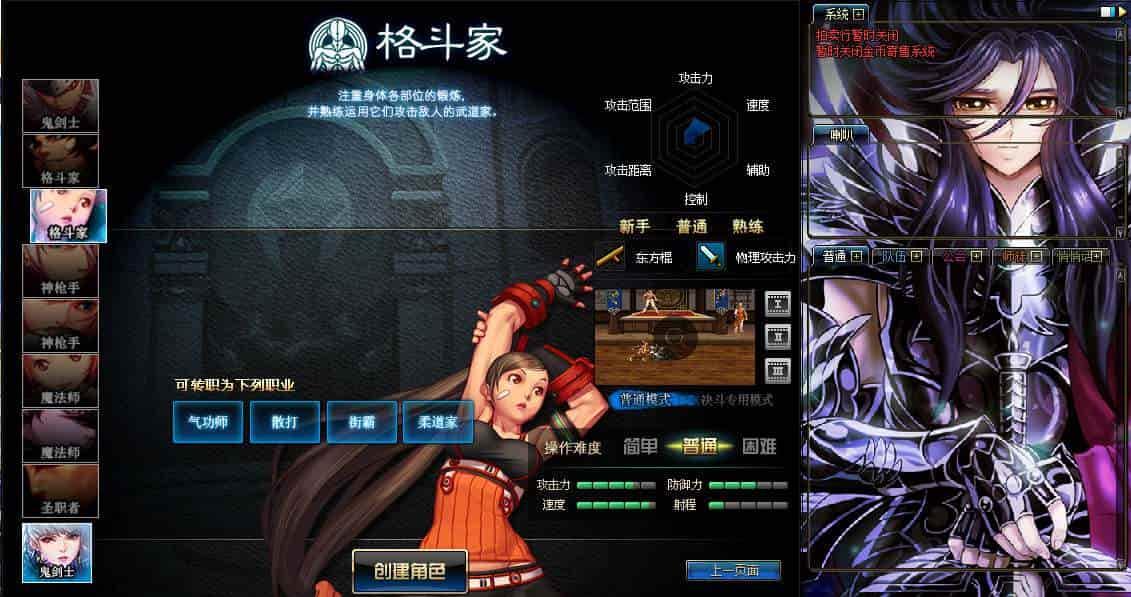 格斗家
注重身体各部位的锻炼，
并熟练运用它们攻击敌人的武道家。
鬼剑士
格斗家
格斗家
神枪手
神枪手
魔法师
魔法师
圣职者
鬼剑士
可转职为下列职业
气功师 散打 街霸 柔道家
创建角色
攻击力
攻击范围 速度
攻击距离 辅助
控制
新手 普通 熟练
东方棍 物理攻击力
I
II
III
普通模式 决斗专用模式
操作难度 简单 普通 困难
攻击力 防御力
速度 射程
上一页面
系统
拍卖行暂时关闭
暂时关闭金币寄售系统
喇叭
普通 队伍 公会 师徒 悄悄话